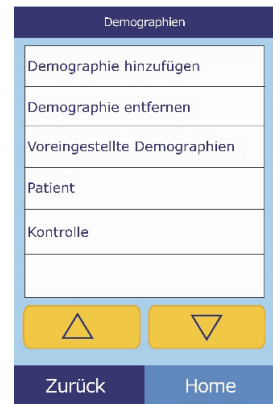 Demographien
Demographie hinzufügen
Demographie entfernen
Voreingestellte Demographien
Patient
Kontrolle
Zurück
Home